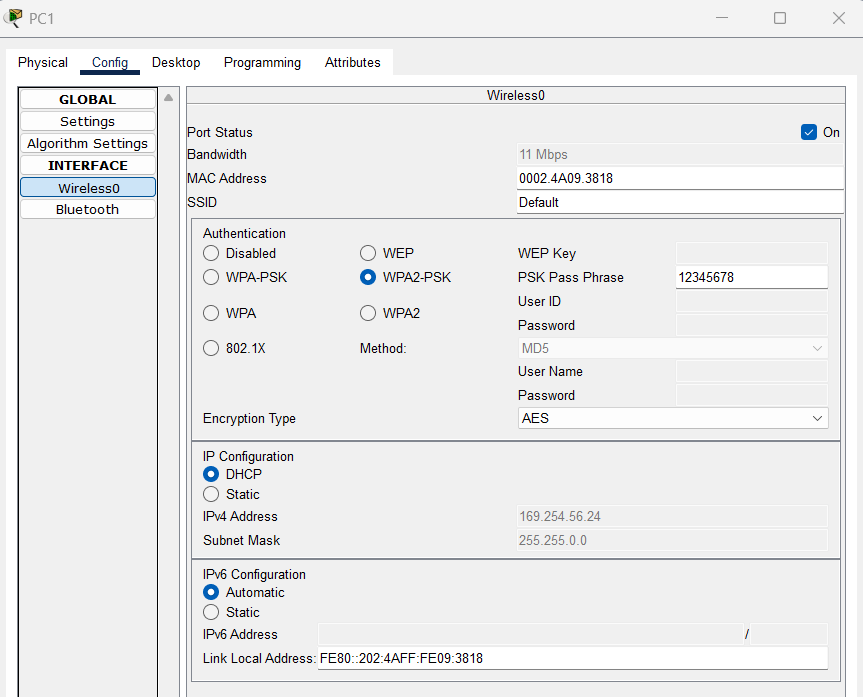 PC1
Physical Config Desktop Programming Attributes
GLOBAL
Settings
Algorithm Settings
INTERFACE
Wireless0
Bluetooth
Wireless0
Port Status On
Bandwidth 11 Mbps
MAC Address 0002.4A09.3818
SSID Default
Authentication
Disabled WEP WEP Key
WPA-PSK WPA2-PSK PSK Pass Phrase 12345678
User ID
WPA WPA2
Password
802.1X Method: MD5
User Name
Password
Encryption Type AES
IP Configuration
DHCP
Static
IPv4 Address 169.254.56.24
Subnet Mask 255.255.0.0
IPv6 Configuration
Automatic
Static
IPv6 Address /
Link Local Address: FE80::202:4AFF:FE09:3818